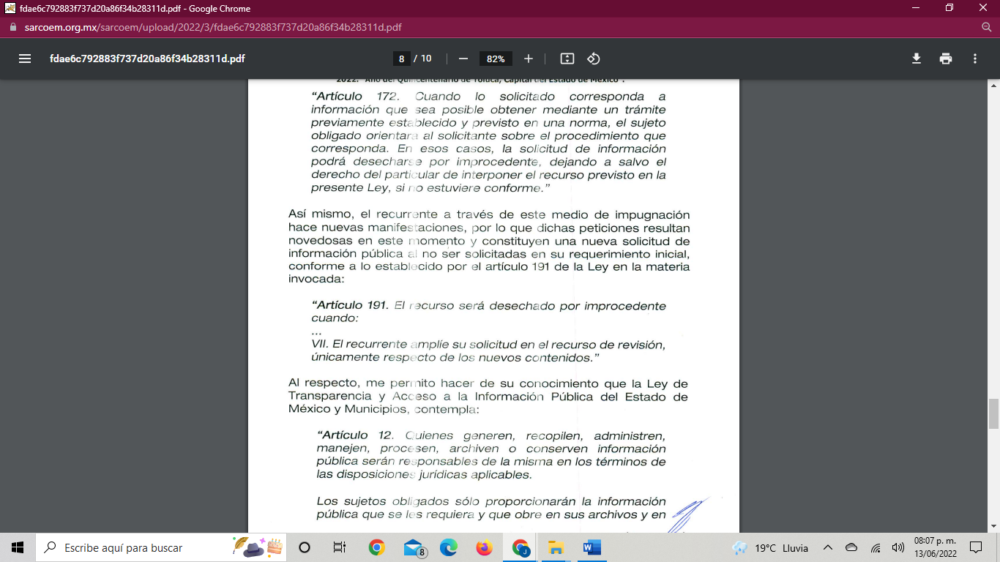 fdae6c792883f737d20a86f34b28311d.pdf - Google Chrome
sarcoem.org.mx/sarcoem/upload/2022/3/fdae6c792883f737d20a86f34b28311d.pdf
fdae6c792883f737d20a86f34b28311d.pdf
8 / 10
82%
2022. "Año del Quincentenario de Toluca, Capital del Estado de México".
“Artículo 172. Cuando lo solicitado corresponda a
información que sea posible obtener mediante un trámite
previamente establecido y previsto en una norma, el sujeto
obligado orientara al solicitante sobre el procedimiento que
corresponda. En esos casos, la solicitud de información
podrá desecharse por improcedente, dejando a salvo el
derecho del particular de interponer el recurso previsto en la
presente Ley, si no estuviere conforme.”
Así mismo, el recurrente a través de este medio de impugnación
hace nuevas manifestaciones, por lo que dichas peticiones resultan
novedosas en este momento y constituyen una nueva solicitud de
información pública al no ser solicitadas en su requerimiento inicial,
conforme a lo establecido por el artículo 191 de la Ley en la materia
invocada:
“Artículo 191. El recurso será desechado por improcedente
cuando:
...
VII. El recurrente amplíe su solicitud en el recurso de revisión,
únicamente respecto de los nuevos contenidos.”
Al respecto, me permito hacer de su conocimiento que la Ley de
Transparencia y Acceso a la Información Pública del Estado de
México y Municipios, contempla:
“Artículo 12. Quienes generen, recopilen, administren,
manejen, procesen, archiven o conserven información
pública serán responsables de la misma en los términos de
las disposiciones jurídicas aplicables.
Los sujetos obligados sólo proporcionarán la información
pública que se les requiera y que obre en sus archivos y en
Escribe aquí para buscar
8
J
19°C Lluvia
08:07 p. m.
13/06/2022